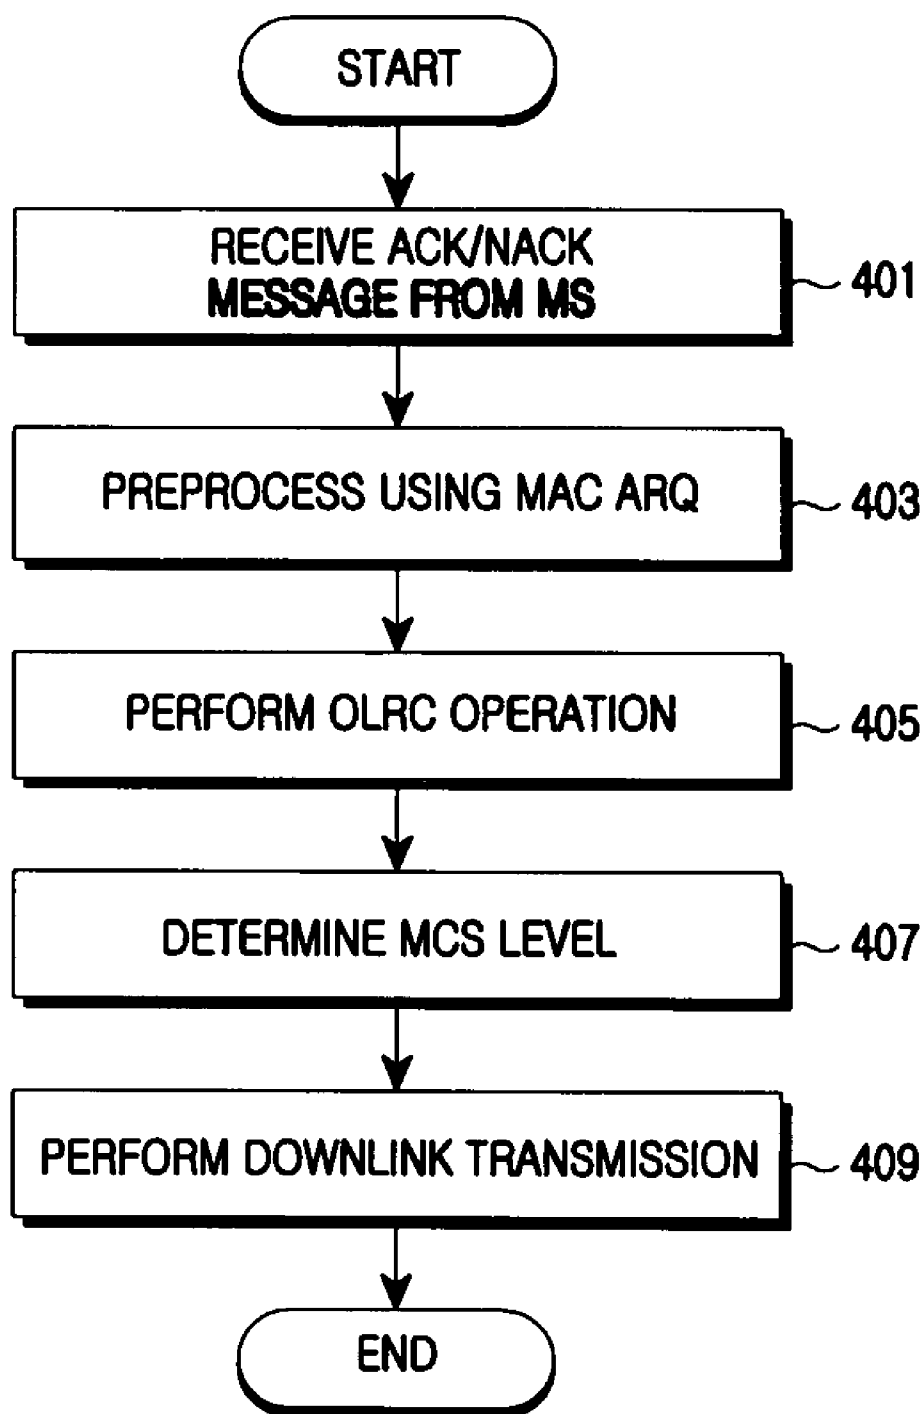 START
RECEIVE ACK/NACK
MESSAGE FROM MS
401
PREPROCESS USING MAC ARQ
403
PERFORM OLRC OPERATION
405
DETERMINE MCS LEVEL
407
PERFORM DOWNLINK TRANSMISSION
409
END